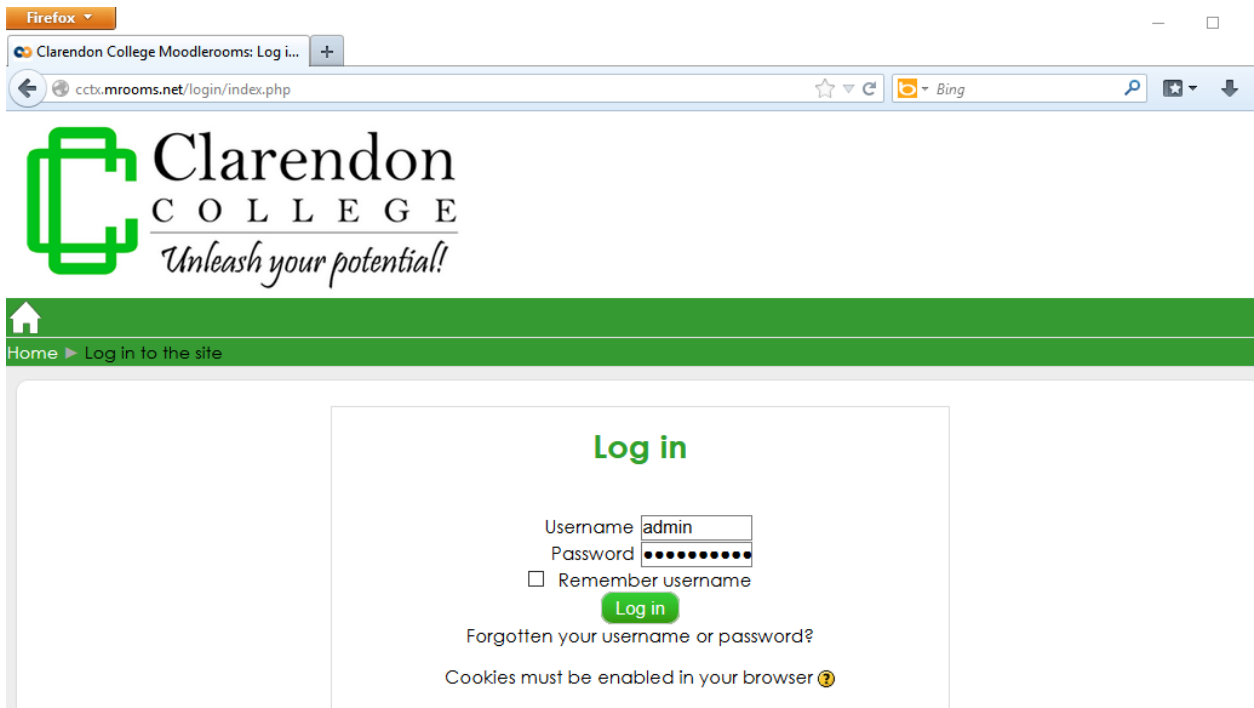 Firefox
Clarendon College Moodlerooms: Log i...
cctx.mrooms.net/login/index.php
Bing
Clarendon
COLLEGE
Unleash your potential!
Home ▶ Log in to the site
Log in
Username admin
Password ●●●●●●●●●●
Remember username
Log in
Forgotten your username or password?
Cookies must be enabled in your browser ?